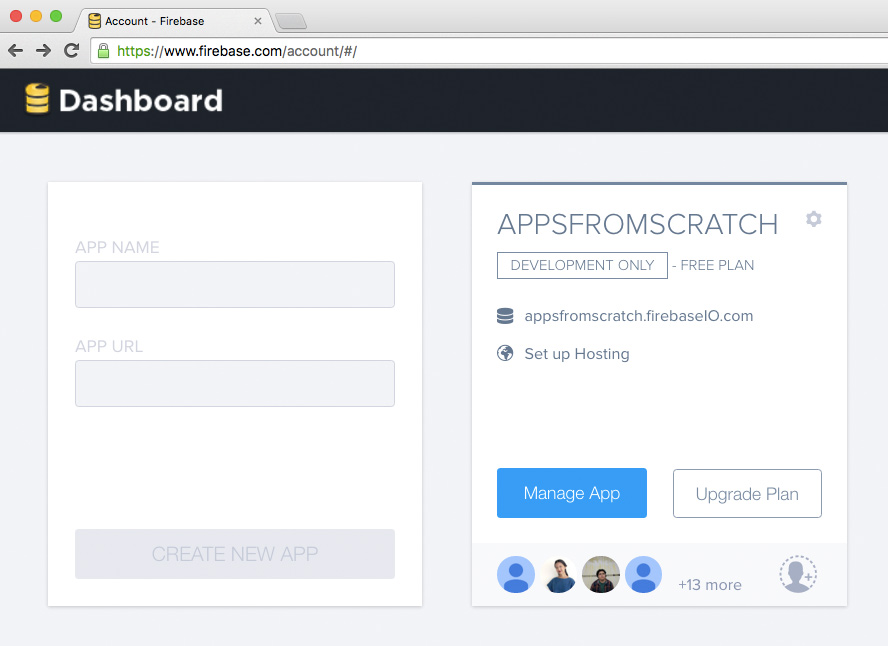 Account - Firebase
https://www.firebase.com/account/#/
Dashboard
APP NAME
APP URL
CREATE NEW APP
APPSFROMSCRATCH
DEVELOPMENT ONLY - FREE PLAN
appsfromscratch.firebaseIO.com
Set up Hosting
Manage App
Upgrade Plan
+13 more